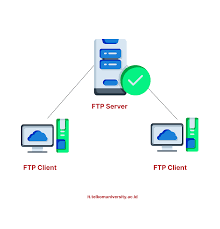 FTP Server
FTP Client
FTP Client
it.telkomuniversity.ac.id